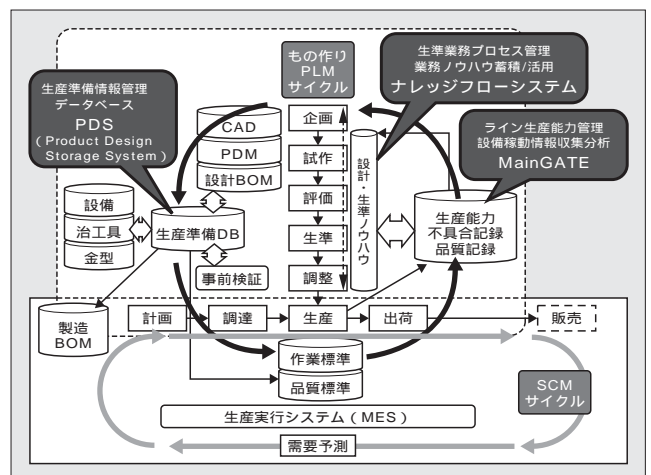 生準業務プロセス管理
業務ノウハウ蓄積/活用
ナレッジフローシステム
もの作り
PLM
サイクル
生産準備情報管理
データベース
PDS
(Product Design
Storage System)
ライン生産能力管理
設備稼動情報収集分析
MainGATE
CAD
PDM
設計BOM
企画
試作
評価
生準
調整
設計・生準ノウハウ
設備
治工具
金型
生産準備DB
事前検証
生産能力
不具合記録
品質記録
製造
BOM
計画
調達
生産
出荷
販売
作業標準
品質標準
SCM
サイクル
生産実行システム(MES)
需要予測